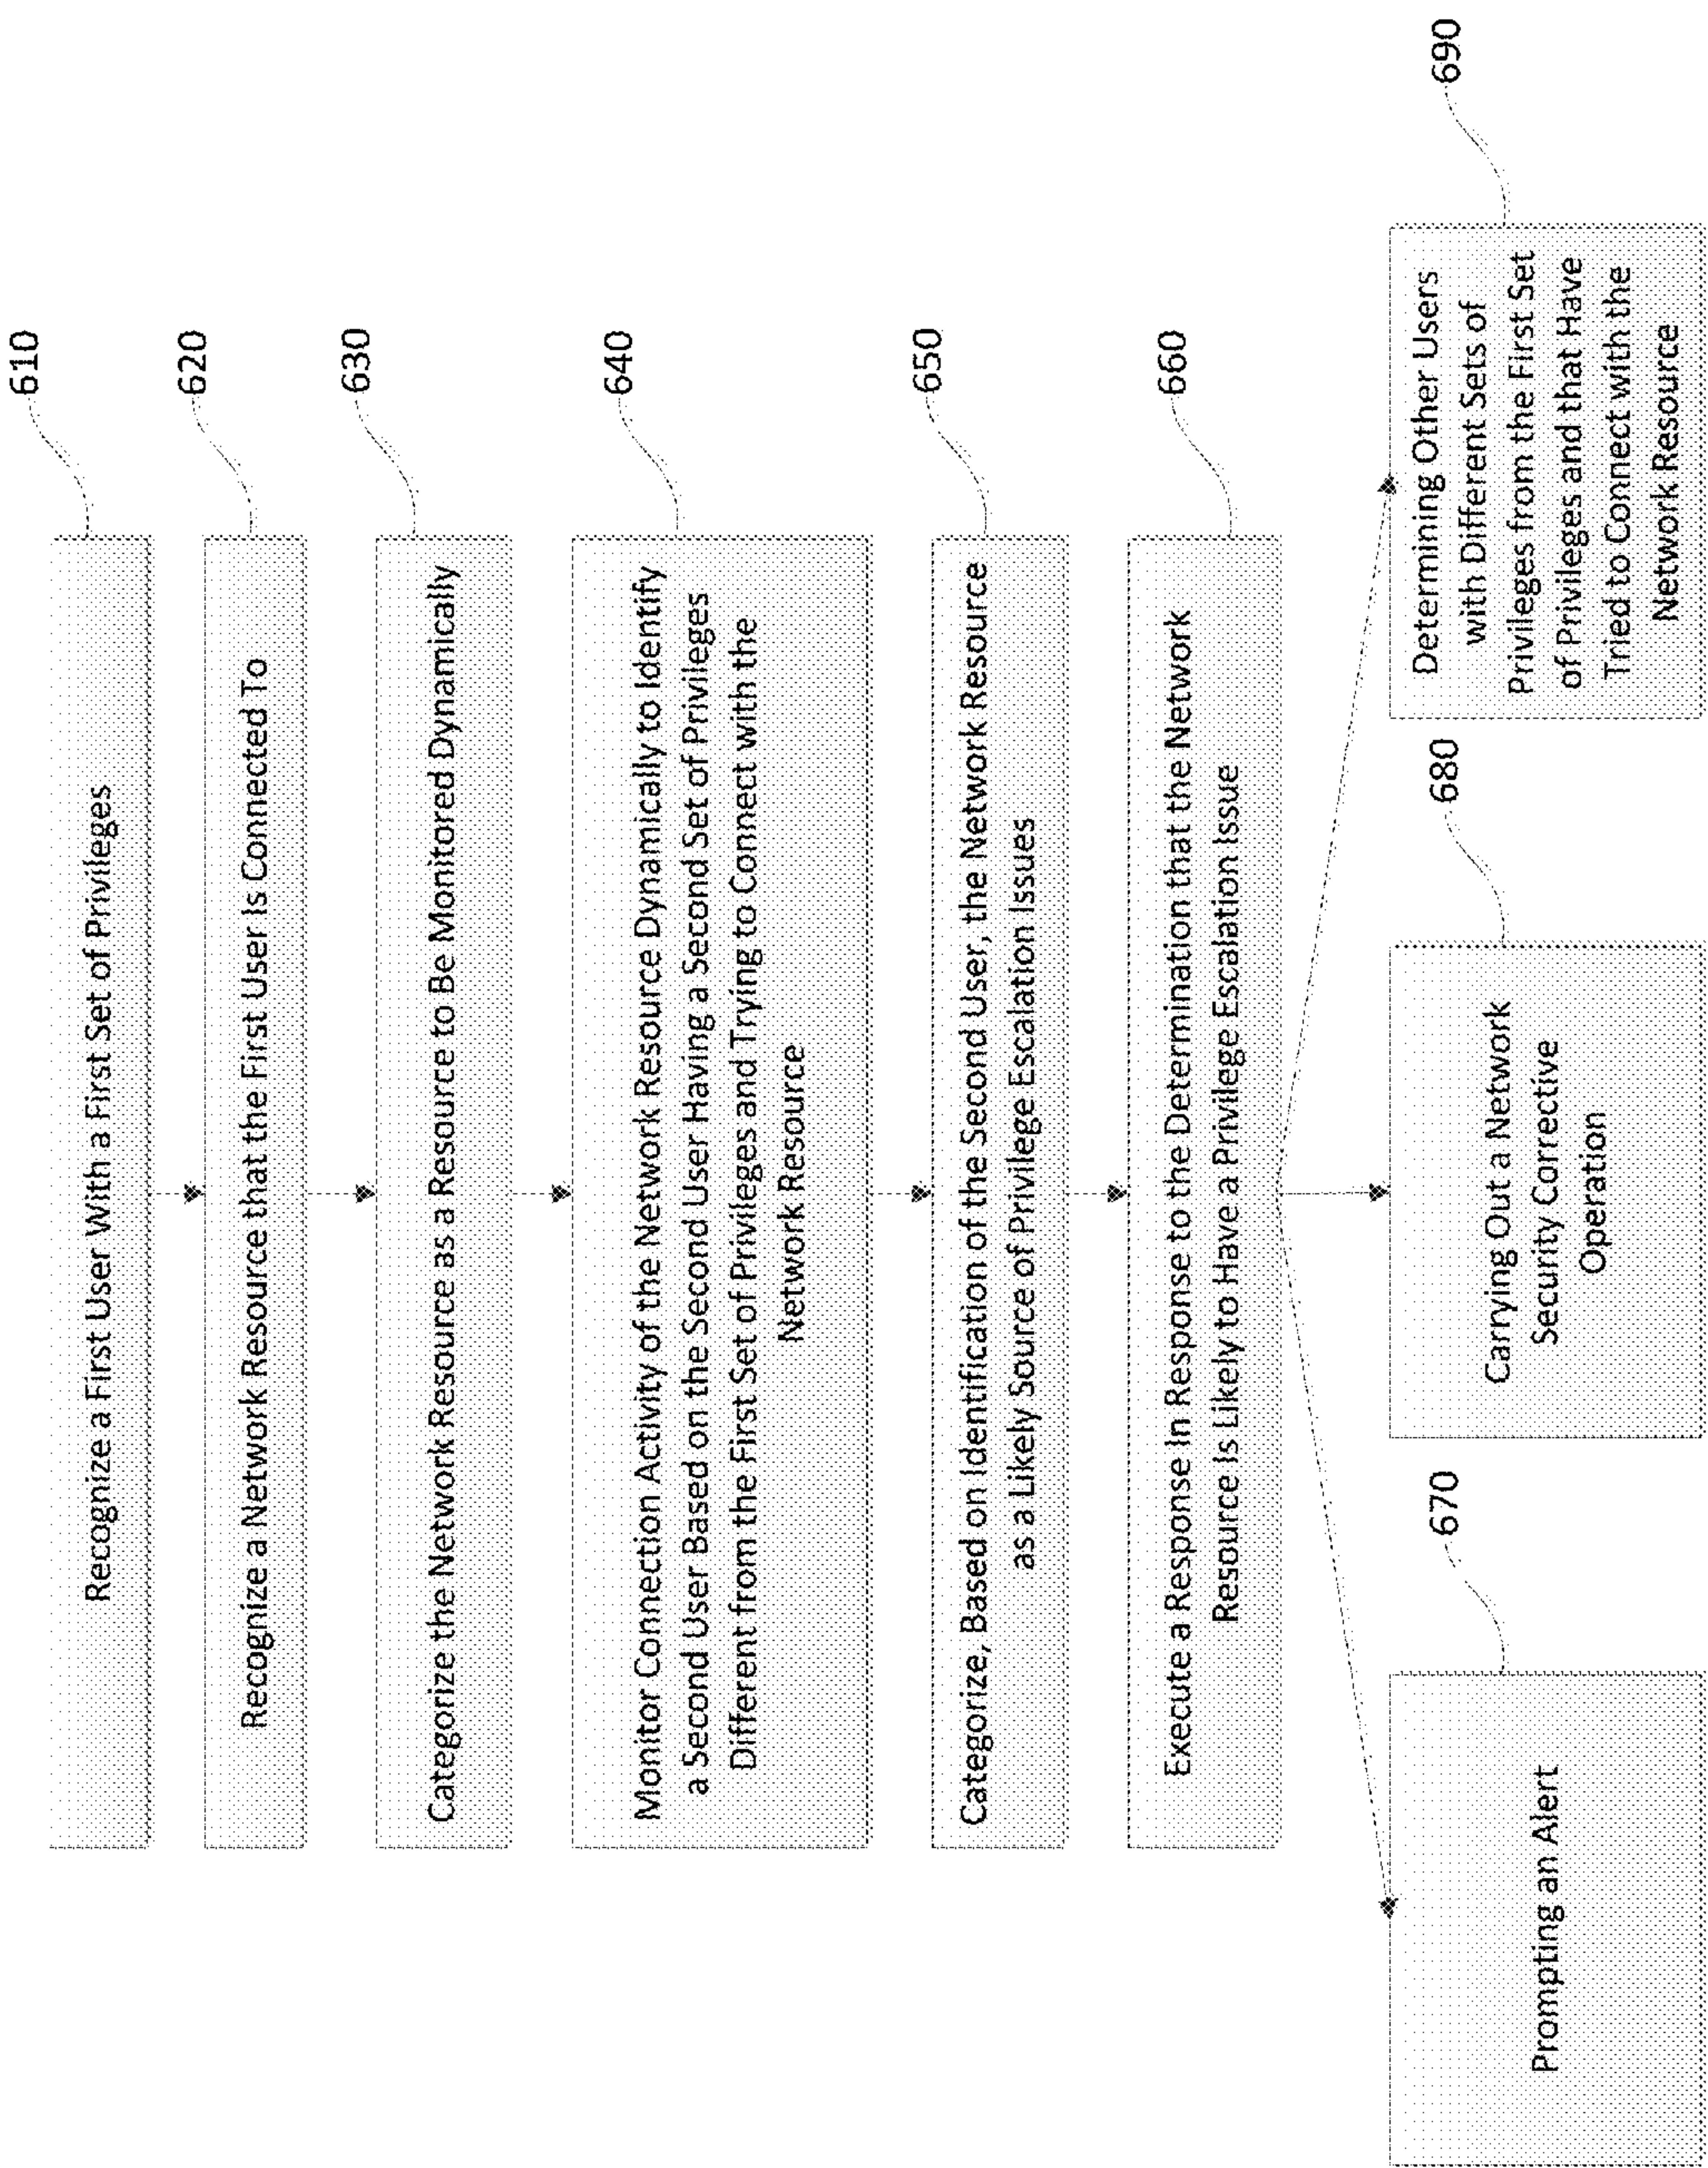 610
Recognize a First User With a First Set of Privileges
620
Recognize a Network Resource that the First User Is Connected To
630
Categorize the Network Resource as a Resource to Be Monitored Dynamically
640
Monitor Connection Activity of the Network Resource Dynamically to Identify
a Second User Based on the Second User Having a Second Set of Privileges
Different from the First Set of Privileges and Trying to Connect with the
Network Resource
650
Categorize, Based on Identification of the Second User, the Network Resource
as a Likely Source of Privilege Escalation Issues
660
Execute a Response In Response to the Determination that the Network
Resource Is Likely to Have a Privilege Escalation Issue
670
Prompting an Alert
680
Carrying Out a Network
Security Corrective
Operation
690
Determining Other Users
with Different Sets of
Privileges from the First Set
of Privileges and that Have
Tried to Connect with the
Network Resource